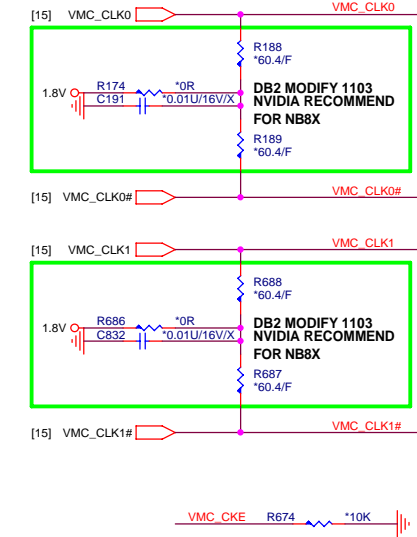 [15] VMC_CLK0 VMC_CLK0
R188
*60.4/F
1.8V R174 *0R
C191 *0.01U/16V/X
DB2 MODIFY 1103
NVIDIA RECOMMEND
FOR NB8X
R189
*60.4/F
[15] VMC_CLK0# VMC_CLK0#
[15] VMC_CLK1 VMC_CLK1
R688
*60.4/F
1.8V R686 *0R
C832 *0.01U/16V/X
DB2 MODIFY 1103
NVIDIA RECOMMEND
FOR NB8X
R687
*60.4/F
[15] VMC_CLK1# VMC_CLK1#
VMC_CKE R674 *10K